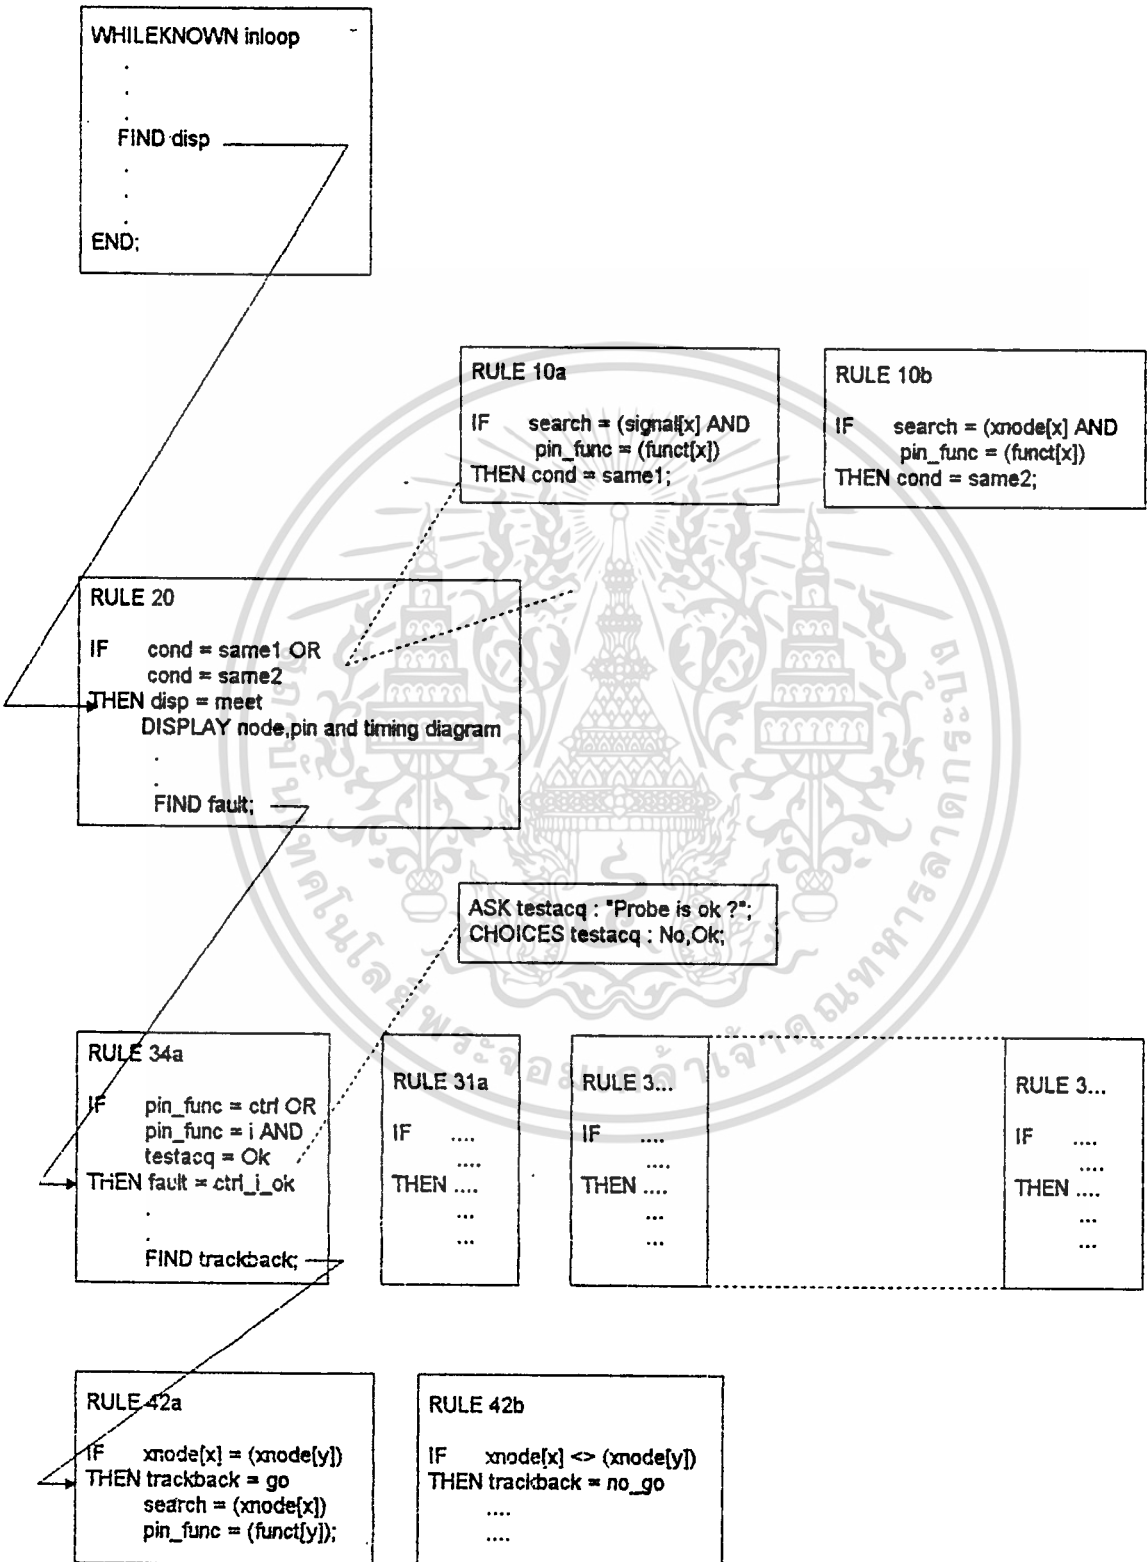 WHILEKNOWN inloop
.
.
.
FIND disp
.
.
.
END;
RULE 10a
IF search = (signal[x] AND
pin_func = (funct[x])
THEN cond = same1;
RULE 10b
IF search = (xnode[x] AND
pin_func = (funct[x])
THEN cond = same2;
RULE 20
IF cond = same1 OR
cond = same2
THEN disp = meet
DISPLAY node,pin and timing diagram
.
.
FIND fault;
ASK testacq : "Probe is ok ?";
CHOICES testacq : No,Ok;
RULE 34a
IF pin_func = ctrl OR
pin_func = i AND
testacq = Ok
THEN fault = ctrl_i_ok
.
.
FIND trackback;
RULE 31a
IF ....
....
THEN ....
...
...
RULE 3...
IF ....
....
THEN ....
...
...
RULE 3...
IF ....
....
THEN ....
...
...
RULE 42a
IF xnode[x] = (xnode[y])
THEN trackback = go
search = (xnode[x])
pin_func = (funct[y]);
RULE 42b
IF xnode[x] <> (xnode[y])
THEN trackback = no_go
....
....